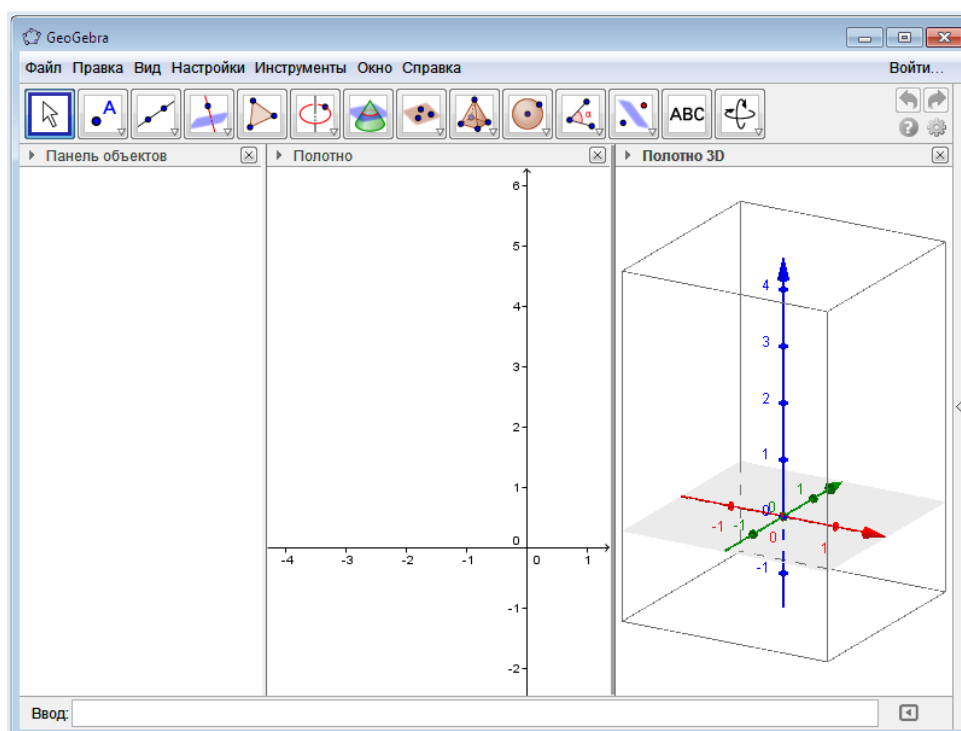 GeoGebra
Файл Правка Вид Настройки Инструменты Окно Справка Войти...
A α ABC
Панель объектов Полотно Полотно 3D
6
5
4
3
2
1
0
-4 -3 -2 -1 0 1
-1
-2
4
3
2
1
1
0 0
-1 -1 0 1
-1
Ввод: